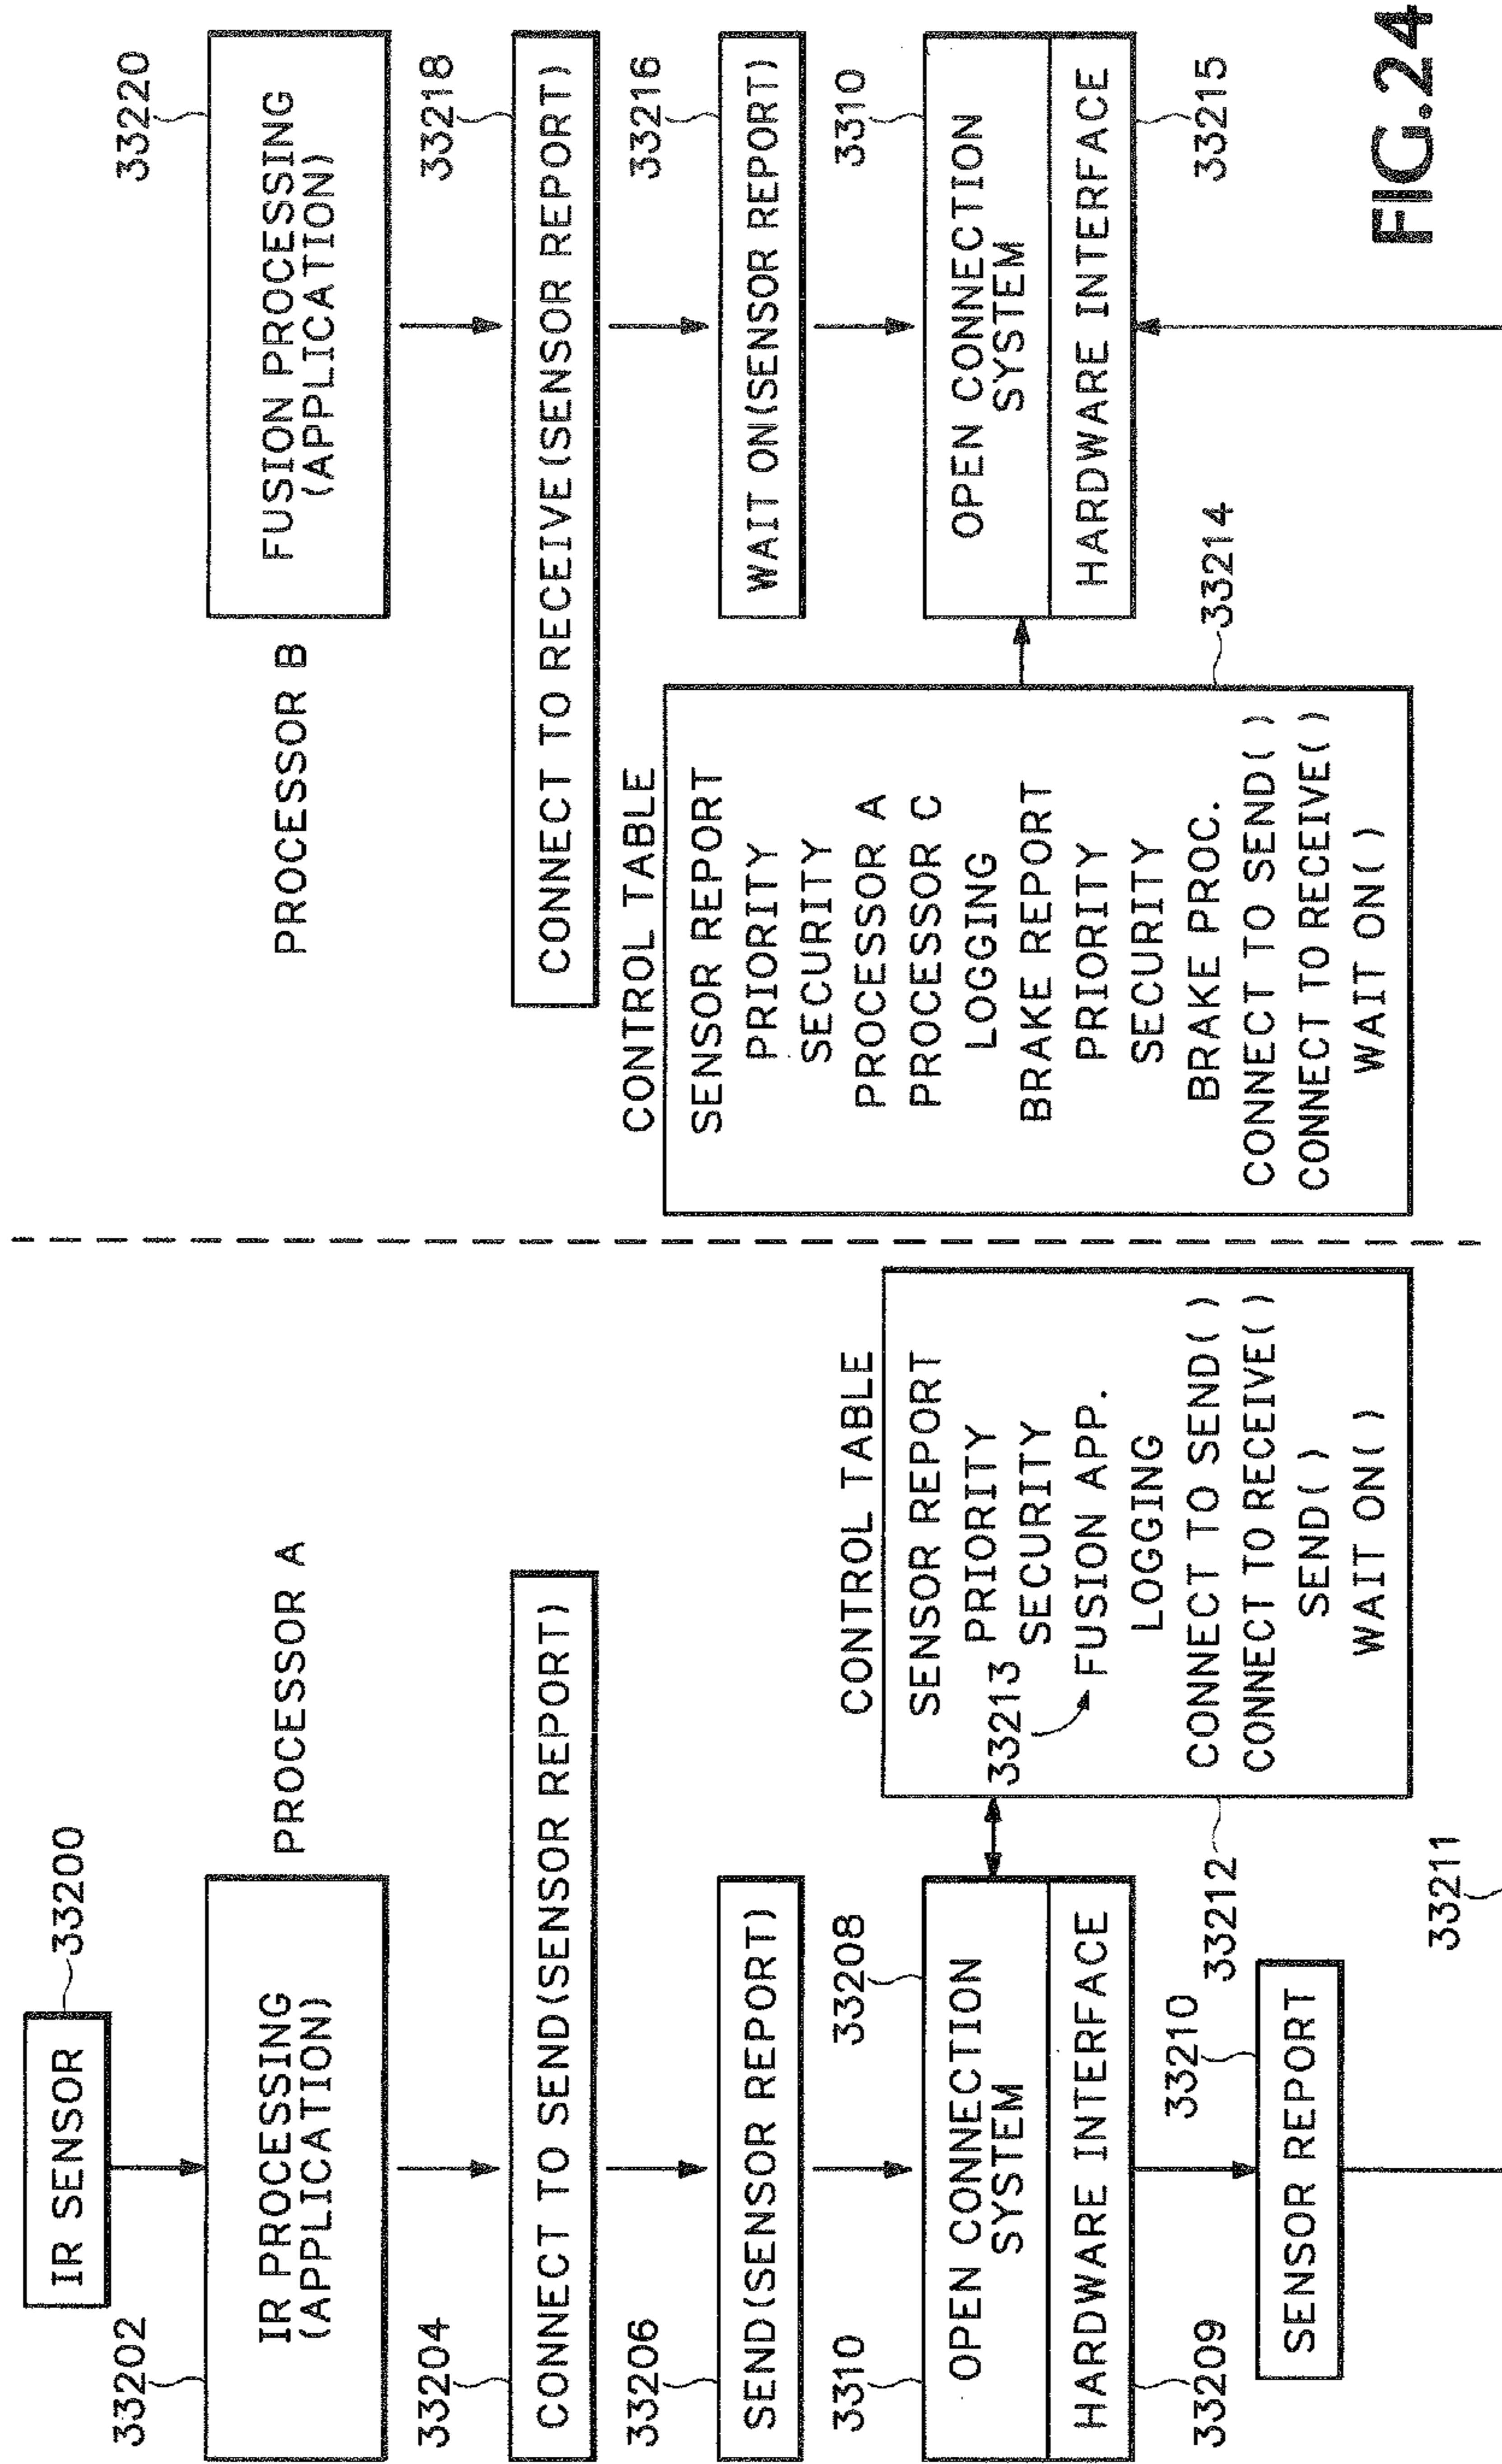 IR SENSOR
33200
33202
IR PROCESSING
(APPLICATION)
PROCESSOR A
33204
CONNECT TO SEND(SENSOR REPORT)
33206
SEND(SENSOR REPORT)
3310
33208
OPEN CONNECTION
SYSTEM
HARDWARE INTERFACE
33209
33210
SENSOR REPORT
33211
CONTROL TABLE
SENSOR REPORT
PRIORITY
SECURITY
33213
FUSION APP.
LOGGING
CONNECT TO SEND( )
CONNECT TO RECEIVE( )
SEND( )
WAIT ON( )
33212
PROCESSOR B
33220
FUSION PROCESSING
(APPLICATION)
33218
CONNECT TO RECEIVE(SENSOR REPORT)
33216
WAIT ON(SENSOR REPORT)
3310
OPEN CONNECTION
SYSTEM
HARDWARE INTERFACE
33215
CONTROL TABLE
SENSOR REPORT
PRIORITY
SECURITY
PROCESSOR A
PROCESSOR C
LOGGING
BRAKE REPORT
PRIORITY
SECURITY
BRAKE PROC.
CONNECT TO SEND( )
CONNECT TO RECEIVE( )
WAIT ON( )
33214
FIG.24